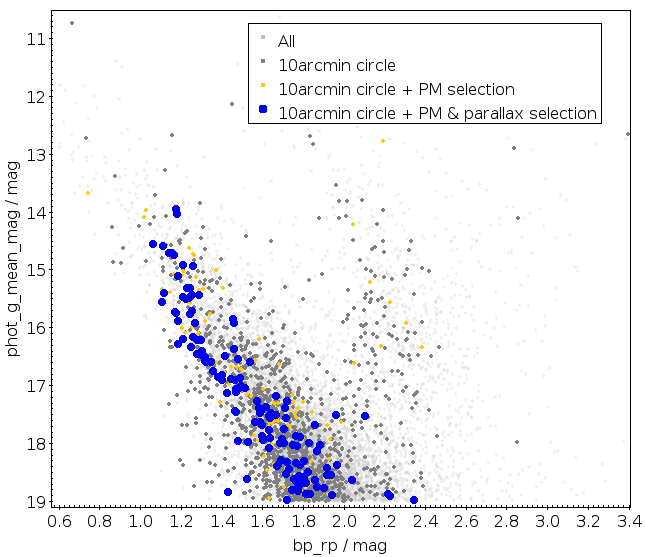 All
10arcmin circle
10arcmin circle + PM selection
10arcmin circle + PM & parallax selection
phot_g_mean_mag / mag
11
12
13
14
15
16
17
18
19
0.6 0.8 1.0 1.2 1.4 1.6 1.8 2.0 2.2 2.4 2.6 2.8 3.0 3.2 3.4
bp_rp / mag